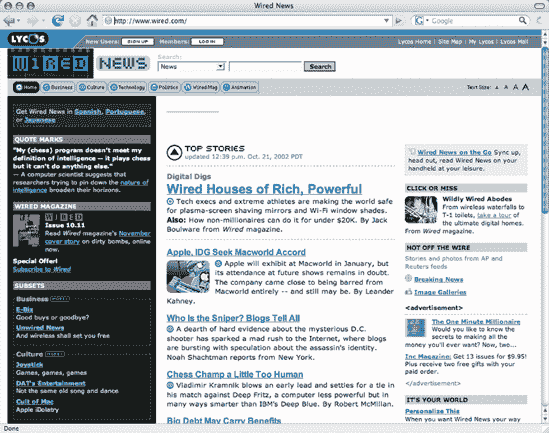 Wired News
http://www.wired.com/
Google
LYCOS
New Users: SIGN UP Members: LOG IN
Lycos Home | Site Map | My Lycos | Lycos Mail
WIRED NEWS
Search:
News
Search
Home Business Culture Technology Politics Wired Mag Animation
Text Size: A A A A
Get Wired News in Spanish, Portuguese,
or Japanese
QUOTE MARKS
"My (chess) program doesn't meet my
definition of intelligence -- it plays chess
but it can't do anything else."
-- A computer scientist suggests that
researchers trying to pin down the nature of
intelligence broaden their horizons.
WIRED MAGAZINE
WIRED
Issue 10.11
Read Wired magazine's November
cover story on dirty bombs, online
now.
Special Offer!
Subscribe to Wired!
SUBSETS
Business MORE
E-Biz
Good buys or goodbye?
Unwired News
And wireless shall set you free
Culture MORE
Joystick
Games, games, games
DAT's Entertainment
Not the same old song and dance
Cult of Mac
Apple iDolatry
TOP STORIES
updated 12:39 p.m. Oct. 21, 2002 PDT
Digital Digs
Wired Houses of Rich, Powerful
Tech execs and extreme athletes are making the world safe
for plasma-screen shaving mirrors and Wi-Fi window shades.
Also: How non-millionaires can do it for under $20K. By Jack
Boulware from Wired magazine.
Apple, IDG Seek Macworld Accord
Apple will exhibit at Macworld in January, but
its attendance at future shows remains in doubt.
The company came close to being barred from
Macworld entirely -- and still may be. By Leander
Kahney.
Who Is the Sniper? Blogs Tell All
A dearth of hard evidence about the mysterious D.C.
shooter has sparked a mad rush to the Internet, where blogs
are bursting with speculation about the assassin's identity.
Noah Shachtman reports from New York.
Chess Champ a Little Too Human
Vladimir Kramnik blows an early lead and settles for a tie in
his match against Deep Fritz, a computer less powerful but in
many ways smarter than IBM's Deep Blue. By Robert McMillan.
Big Debt May Carry Benefits
Wired News on the Go Sync up,
head out, read Wired News on your
handheld at your leisure.
CLICK OR MISS
Wildly Wired Abodes
From wireless waterfalls to
T-1 toilets, take a tour of
the ultimate digital homes.
From Wired magazine.
HOT OFF THE WIRE
Stories and photos from AP and
Reuters feeds
Breaking News
Image Galleries
<advertisement>
The One Minute Millionaire
Would you like to know the
secrets to making all the
money you'll ever want? Now, two...
Inc Magazine: Get 13 issues for $9.95!
Plus receive two free gifts with your
paid order.
</advertisement>
IT'S YOUR WORLD
Personalize This
When you want Wired News your way
Done